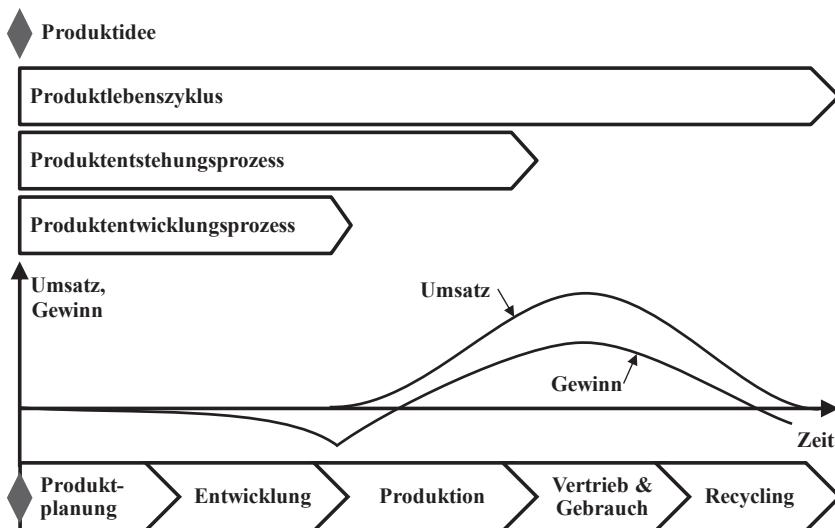 Produktidee
Produktlebenszyklus
Produktentstehungsprozess
Produktentwicklungsprozess
Umsatz,
Gewinn
Umsatz
Gewinn
Zeit
Produkt-
planung
Entwicklung
Produktion
Vertrieb &
Gebrauch
Recycling